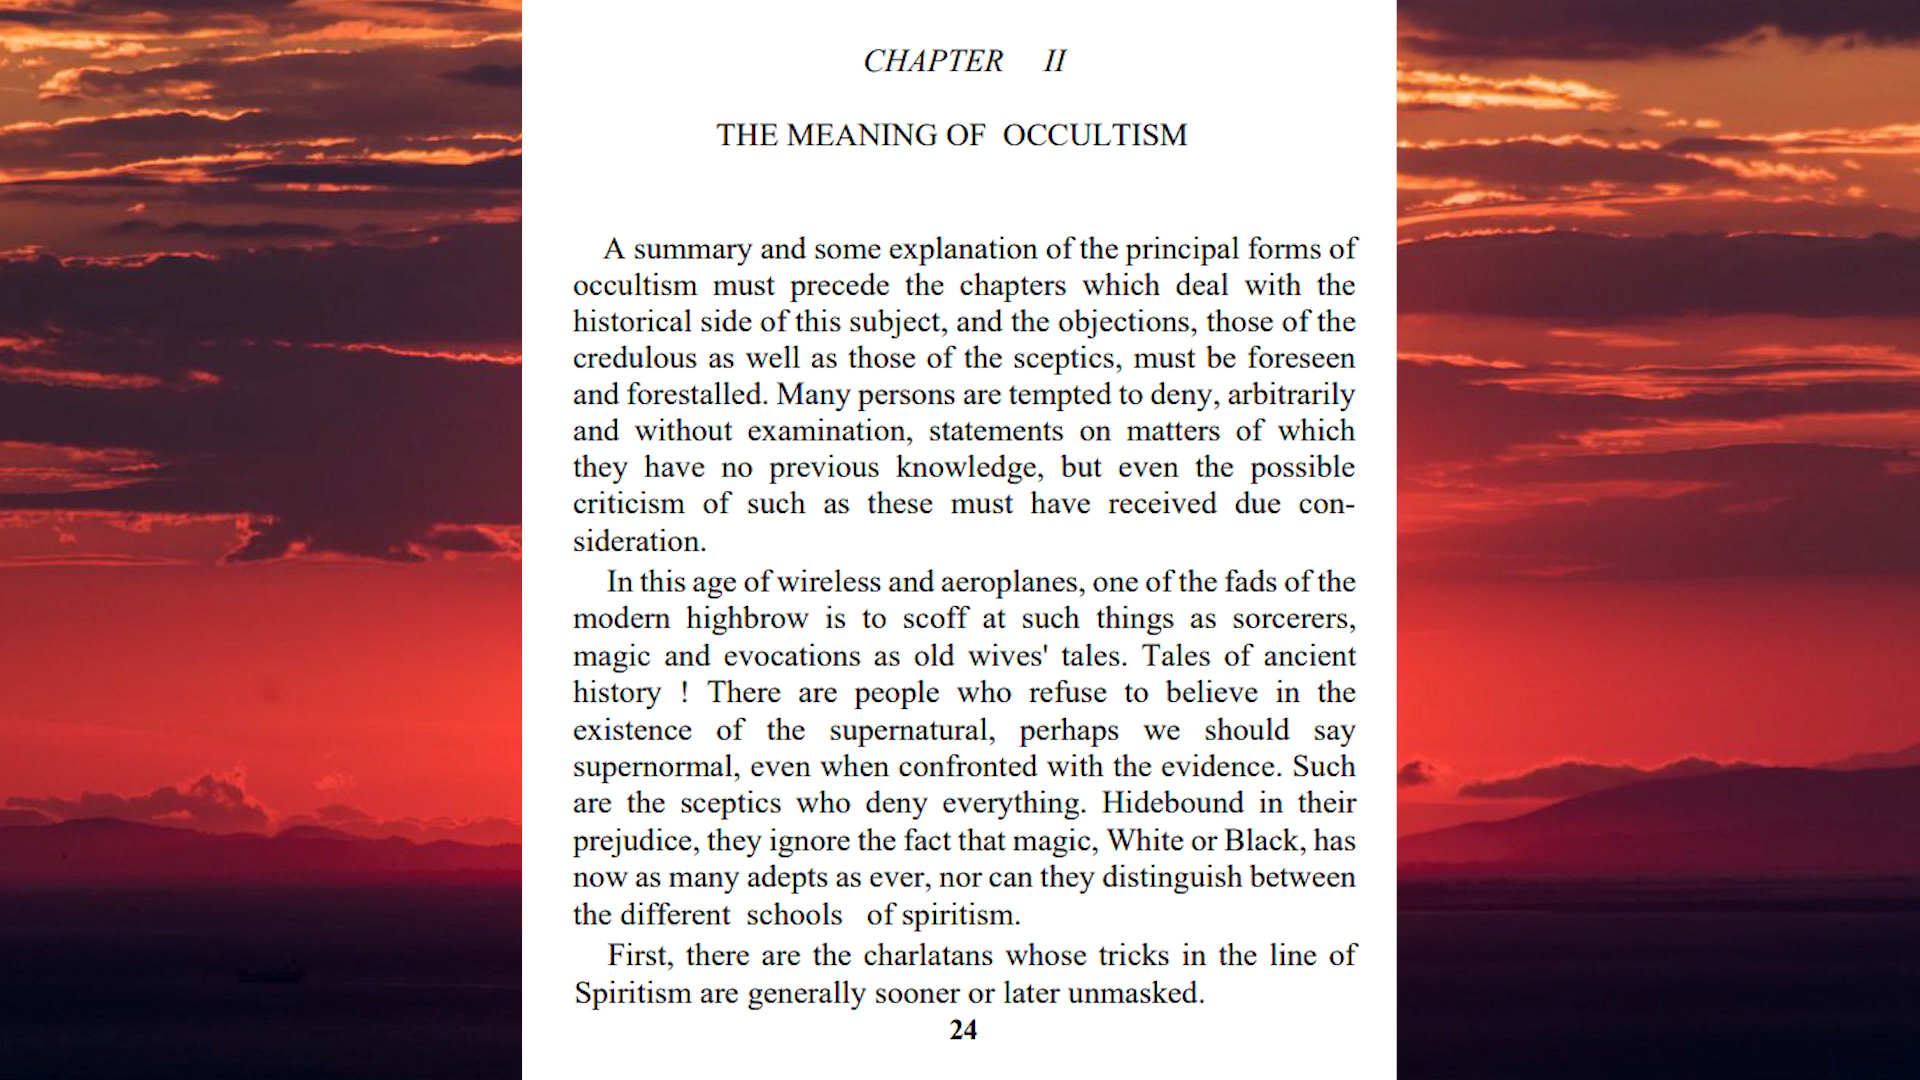 CHAPTER II
THE MEANING OF OCCULTISM
A summary and some explanation of the principal forms of
occultism must precede the chapters which deal with the
historical side of this subject, and the objections, those of the
credulous as well as those of the sceptics, must be foreseen
and forestalled. Many persons are tempted to deny, arbitrarily
and without examination, statements on matters of which
they have no previous knowledge, but even the possible
criticism of such as these must have received due con-
sideration.
In this age of wireless and aeroplanes, one of the fads of the
modern highbrow is to scoff at such things as sorcerers,
magic and evocations as old wives' tales. Tales of ancient
history ! There are people who refuse to believe in the
existence of the supernatural, perhaps we should say
supernormal, even when confronted with the evidence. Such
are the sceptics who deny everything. Hidebound in their
prejudice, they ignore the fact that magic, White or Black, has
now as many adepts as ever, nor can they distinguish between
the different schools of spiritism.
First, there are the charlatans whose tricks in the line of
Spiritism are generally sooner or later unmasked.
24